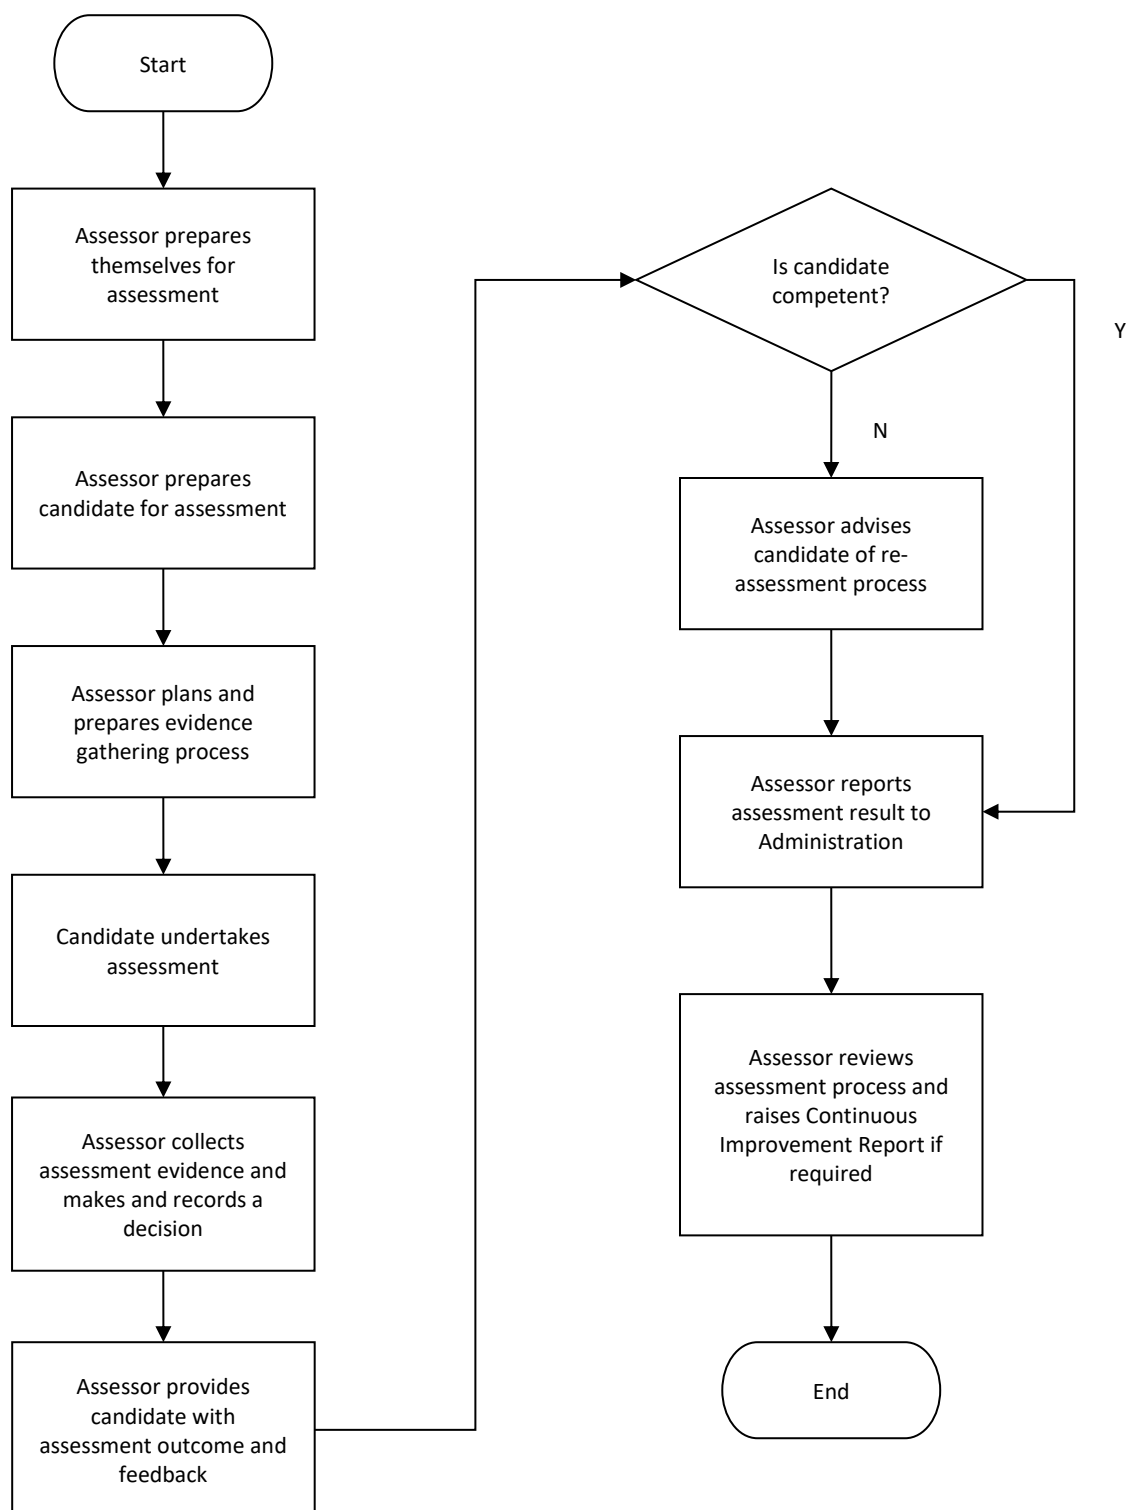 Start
Assessor prepares
themselves for
assessment
Assessor prepares
candidate for assessment
Assessor plans and
prepares evidence
gathering process
Candidate undertakes
assessment
Assessor collects
assessment evidence and
makes and records a
decision
Assessor provides
candidate with
assessment outcome and
feedback
Is candidate
competent?
Y
N
Assessor advises
candidate of re-
assessment process
Assessor reports
assessment result to
Administration
Assessor reviews
assessment process and
raises Continuous
Improvement Report if
required
End